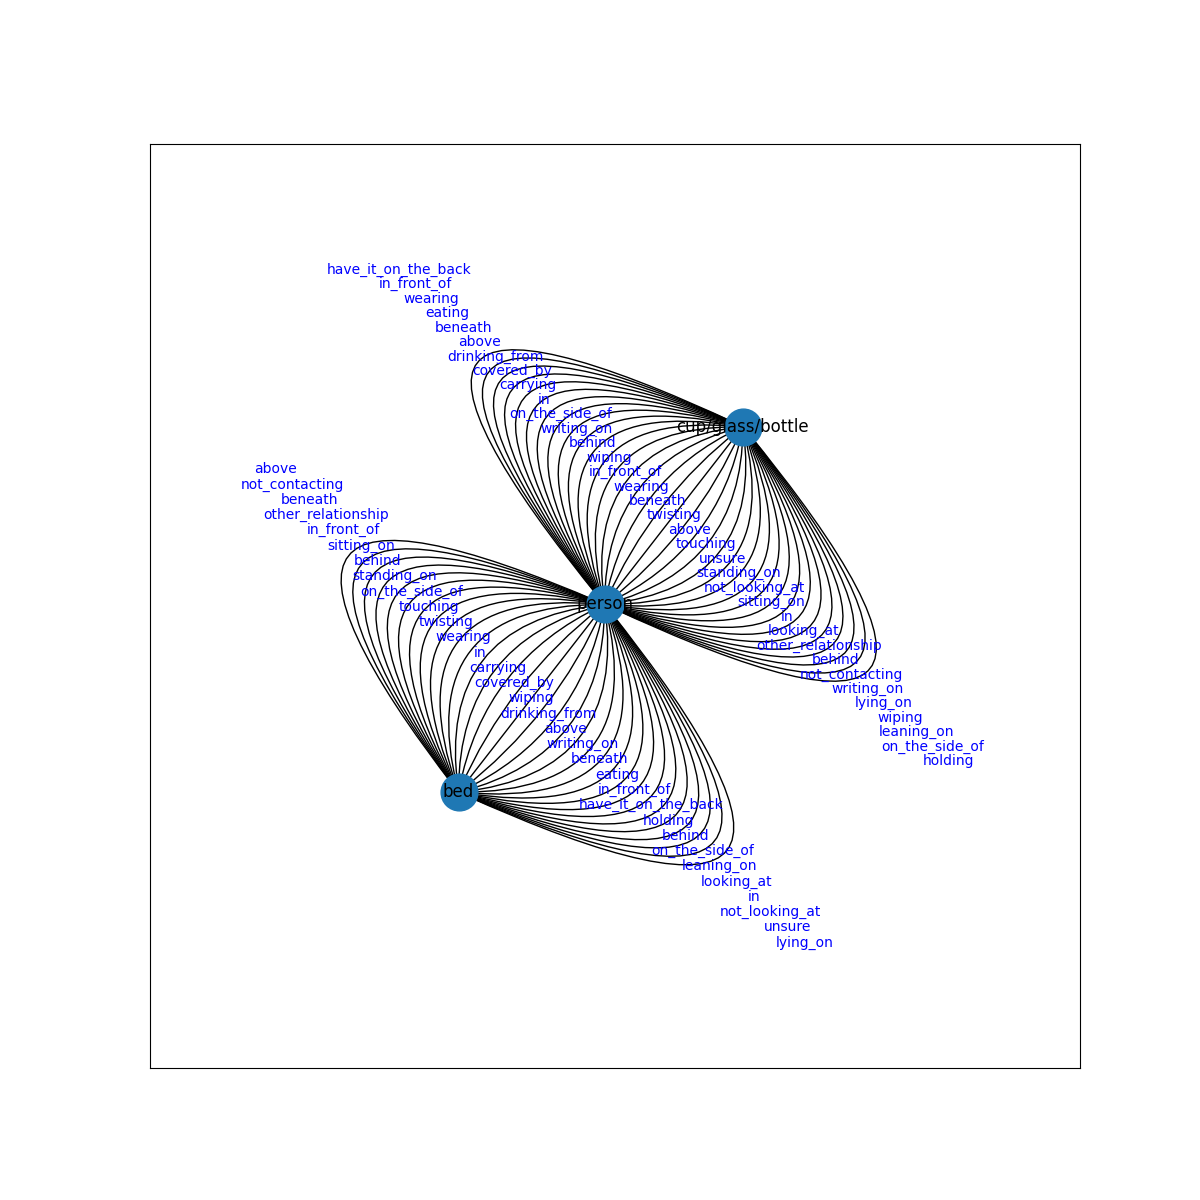 have_it_on_the_back
in_front_of
wearing
eating
beneath
above
drinking_from
covered_by
carrying
in
on_the_side_of
cup/glass/bottle
writing_on
behind
wiping
in_front_of
wearing
beneath
twisting
above
touching
unsure
standing_on
not_looking_at
sitting_on
in
looking_at
other_relationship
behind
not_contacting
writing_on
lying_on
wiping
leaning_on
on_the_side_of
holding
above
not_contacting
beneath
other_relationship
in_front_of
sitting_on
behind
standing_on
on_the_side_of
person
touching
twisting
wearing
in
carrying
covered_by
wiping
drinking_from
above
writing_on
beneath
eating
in_front_of
bed
have_it_on_the_back
holding
behind
on_the_side_of
leaning_on
looking_at
in
not_looking_at
unsure
lying_on